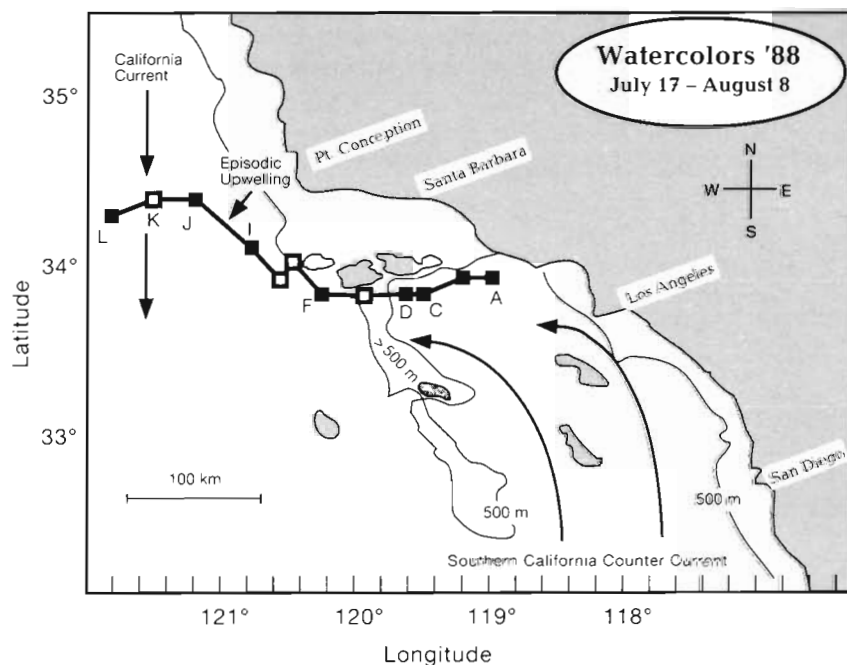 Watercolors '88
July 17 – August 8
California
Current
35°
Pt. Conception
Santa Barbara
Episodic
Upwelling
N
W E
S
L
K
J
I
34°
F
D
C
A
Los Angeles
Latitude
> 500 m
33°
100 km
San Diego
500 m
500 m
Southern California Counter Current
121°
120°
119°
118°
Longitude